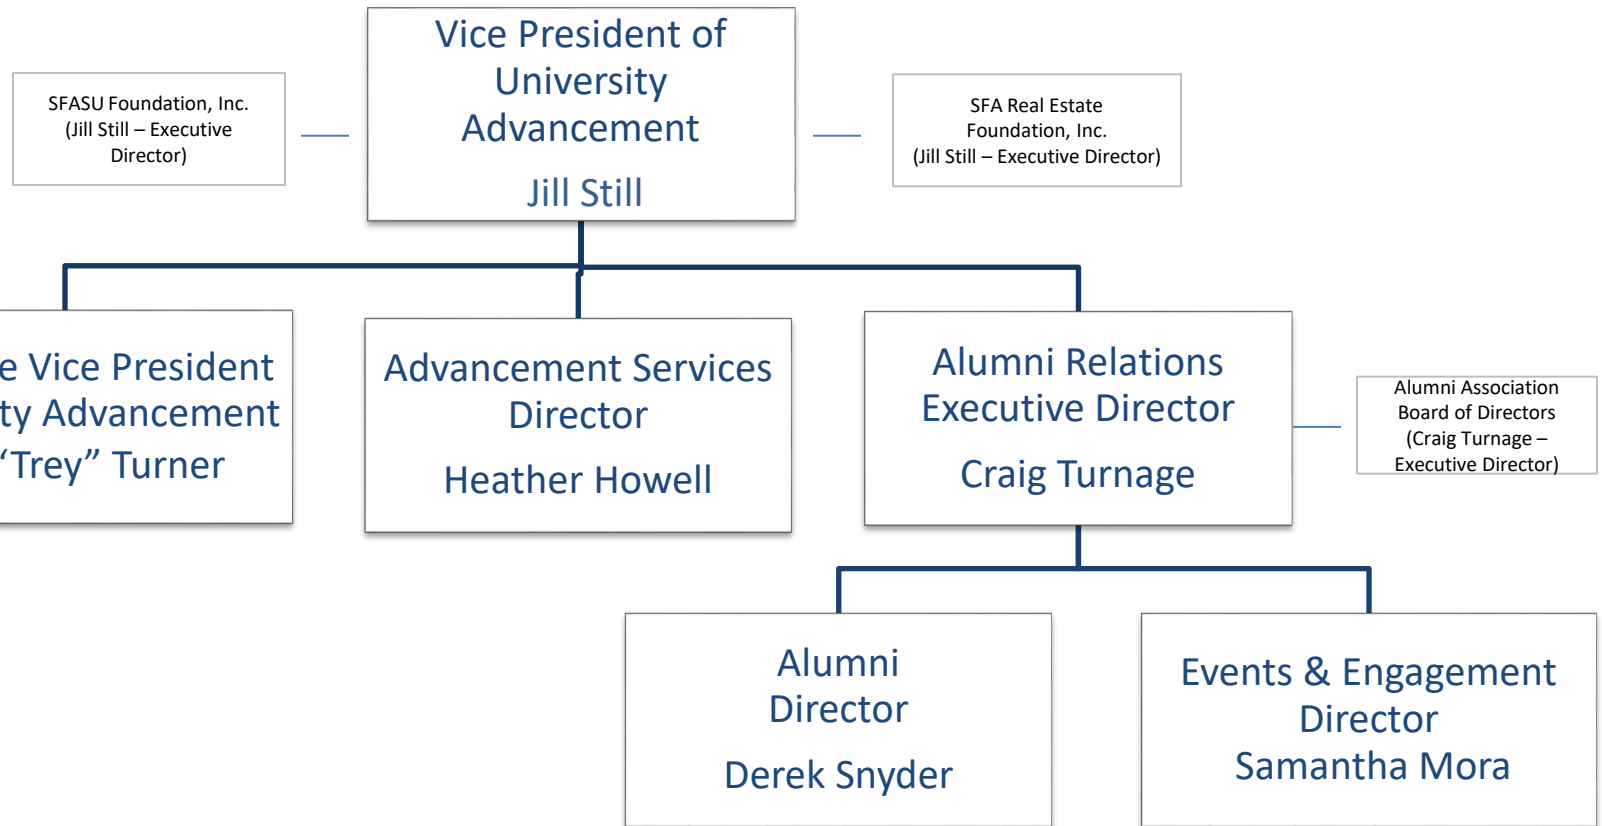 Vice President of
University
Advancement
Jill Still
SFASU Foundation, Inc.
(Jill Still – Executive
Director)
SFA Real Estate
Foundation, Inc.
(Jill Still – Executive Director)
Vice President
Advancement
“Trey” Turner
Advancement Services
Director
Heather Howell
Alumni Relations
Executive Director
Craig Turnage
Alumni Association
Board of Directors
(Craig Turnage –
Executive Director)
Alumni
Director
Derek Snyder
Events & Engagement
Director
Samantha Mora